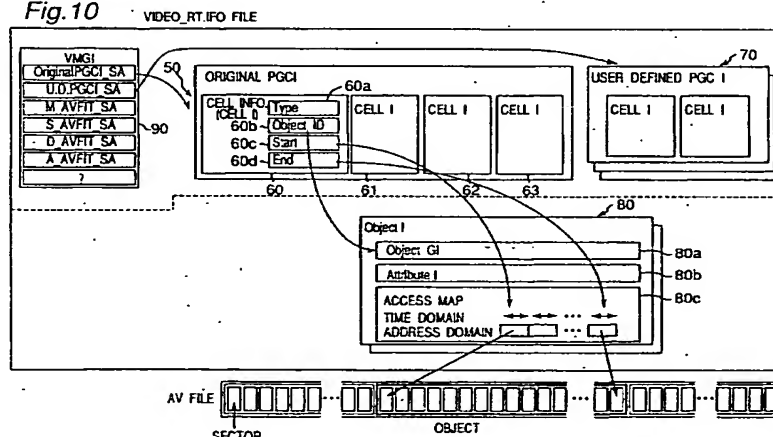 Fig.10
VIDEO_RT.IFO FILE
VMGI
OriginalPGCI_SA
U.D.PGCI_SA
M_AVFIT_SA
S_AVFIT_SA
D_AVFIT_SA
A_AVFIT_SA
?
90
50
ORIGINAL PGCI
60a
CELL INFO.
(CELL I)
Type
60b
Object ID
60c
Start
60d
End
CELL I
CELL I
CELL I
60
61
62
63
70
USER DEFINED PGC I
CELL I
CELL I
80
Object I
Object GI
80a
Attribute I
80b
ACCESS MAP
80c
TIME DOMAIN
ADDRESS DOMAIN
AV FILE
SECTOR
OBJECT